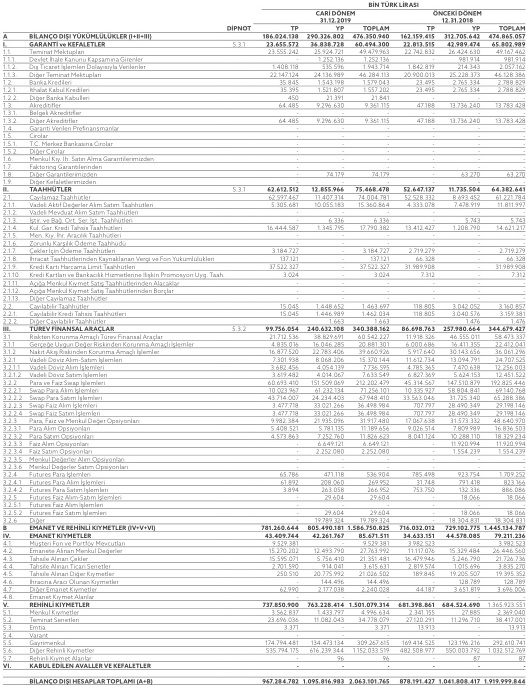 BİN TÜRK LİRASI
CARİ DÖNEM ÖNCEKİ DÖNEM
31.12.2019 12.31.2018
DİPNOT TP YP TOPLAM TP YP TOPLAM
A BİLANÇO DIŞI YÜKÜMLÜLÜKLER (I+II+III) 186.024.138 290.326.802 476.350.940 162.159.415 312.705.642 474.865.057
I. GARANTİ ve KEFALETLER 5.3.1 23.655.572 36.838.728 60.494.300 22.813.515 42.989.474 65.802.989
1.1. Teminat Mektupları 23.555.242 25.924.721 49.479.963 22.742.832 26.424.630 49.167.462
1.1.1. Devlet İhale Kanunu Kapsamına Girenler - 1.252.136 1.252.136 - 981.914 981.914
1.1.2. Dış Ticaret İşlemleri Dolayısıyla Verilenler 1.408.118 535.596 1.943.714 1.842.819 214.343 2.057.162
1.1.3. Diğer Teminat Mektupları 22.147.124 24.136.989 46.284.113 20.900.013 25.228.373 46.128.386
1.2. Banka Kredileri 35.845 1.543.198 1.579.043 23.495 2.765.334 2.788.829
1.2.1. İthalat Kabul Kredileri 35.395 1.521.807 1.557.202 23.495 2.765.334 2.788.829
1.2.2. Diğer Banka Kabulleri 450 21.391 21.841 - - -
1.3. Akreditifler 64.485 9.296.630 9.361.115 47.188 13.736.240 13.783.428
1.3.1. Belgeli Akreditifler - - - - - -
1.3.2. Diğer Akreditifler 64.485 9.296.630 9.361.115 47.188 13.736.240 13.783.428
1.4. Garanti Verilen Prefinansmanlar - - - - - -
1.5. Cirolar - - - - - -
1.5.1. T.C. Merkez Bankasına Cirolar - - - - - -
1.5.2. Diğer Cirolar - - - - - -
1.6. Menkul Kıy. İh. Satın Alma Garantilerimizden - - - - - -
1.7. Faktoring Garantilerinden - - - - - -
1.8. Diğer Garantilerimizden - 74.179 74.179 - 63.270 63.270
1.9. Diğer Kefaletlerimizden - - - - - -
II. TAAHHÜTLER 5.3.1 62.612.512 12.855.966 75.468.478 52.647.137 11.735.504 64.382.641
2.1. Cayılamaz Taahhütler 62.597.467 11.407.314 74.004.781 52.528.332 8.693.452 61.221.784
2.1.1. Vadeli Aktif Değerler Alım Satım Taahhütleri 5.305.681 10.055.183 15.360.864 4.333.078 7.478.919 11.811.997
2.1.2. Vadeli Mevduat Alım Satım Taahhütleri - - - - - -
2.1.3. İştir. ve Bağ. Ort. Ser. İşt. Taahhütleri - 6.336 6.336 - 5.743 5.743
2.1.4. Kul. Gar. Kredi Tahsis Taahhütleri 16.444.587 1.345.795 17.790.382 13.412.427 1.208.790 14.621.217
2.1.5. Men. Kıy. İhr. Aracılık Taahhütleri - - - - - -
2.1.6. Zorunlu Karşılık Ödeme Taahhüdü - - - - - -
2.1.7. Çekler İçin Ödeme Taahhütleri 3.184.727 - 3.184.727 2.719.279 - 2.719.279
2.1.8. İhracat Taahhütlerinden Kaynaklanan Vergi ve Fon Yükümlülükleri 137.121 - 137.121 66.328 - 66.328
2.1.9. Kredi Kartı Harcama Limit Taahhütleri 37.522.327 - 37.522.327 31.989.908 - 31.989.908
2.1.10. Kredi Kartları ve Bankacılık Hizmetlerine İlişkin Promosyon Uyg. Taah. 3.024 - 3.024 7.312 - 7.312
2.1.11. Açığa Menkul Kıymet Satış Taahhütlerinden Alacaklar - - - - - -
2.1.12. Açığa Menkul Kıymet Satış Taahhütlerinden Borçlar - - - - - -
2.1.13. Diğer Cayılamaz Taahhütler - - - - - -
2.2. Cayılabilir Taahhütler 15.045 1.448.652 1.463.697 118.805 3.042.052 3.160.857
2.2.1. Cayılabilir Kredi Tahsis Taahhütleri 15.045 1.446.989 1.462.034 118.805 3.040.576 3.159.381
2.2.2. Diğer Cayılabilir Taahhütler - 1.663 1.663 - 1.476 1.476
III. TÜREV FİNANSAL ARAÇLAR 5.3.2 99.756.054 240.632.108 340.388.162 86.698.763 257.980.664 344.679.427
3.1. Riskten Korunma Amaçlı Türev Finansal Araçlar 21.712.536 38.829.691 60.542.227 11.918.326 46.555.011 58.473.337
3.1.1. Gerçeğe Uygun Değer Riskinden Korunma Amaçlı İşlemler 4.835.016 16.046.285 20.881.301 6.000.686 16.411.355 22.412.041
3.1.2. Nakit Akış Riskinden Korunma Amaçlı İşlemler 16.877.520 22.783.406 39.660.926 5.917.640 30.143.656 36.061.296
3.2.1 Vadeli Döviz Alım-Satım İşlemleri 7.301.938 8.068.206 15.370.144 11.612.734 13.094.791 24.707.525
3.2.1.1 Vadeli Döviz Alım İşlemleri 3.682.456 4.054.139 7.736.595 4.785.365 7.470.638 12.256.003
3.2.1.2 Vadeli Döviz Satım İşlemleri 3.619.482 4.014.067 7.633.549 6.827.369 5.624.153 12.451.522
3.2.2 Para ve Faiz Swap İşlemleri 60.693.410 151.509.069 212.202.479 45.314.567 147.510.879 192.825.446
3.2.2.1 Swap Para Alım İşlemleri 10.023.967 61.232.134 71.256.101 10.335.927 58.804.841 69.140.768
3.2.2.2 Swap Para Satım İşlemleri 43.714.007 24.234.403 67.948.410 33.563.046 31.725.340 65.288.386
3.2.2.3 Swap Faiz Alım İşlemleri 3.477.718 33.021.266 36.498.984 707.797 28.490.349 29.198.146
3.2.2.4 Swap Faiz Satım İşlemleri 3.477.718 33.021.266 36.498.984 707.797 28.490.349 29.198.146
3.2.3 Para, Faiz ve Menkul Değer Opsiyonları 9.982.384 21.935.096 31.917.480 17.067.638 31.573.332 48.640.970
3.2.3.1 Para Alım Opsiyonları 5.408.521 5.781.135 11.189.656 9.026.514 7.809.989 16.836.503
3.2.3.2 Para Satım Opsiyonları 4.573.863 7.252.760 11.826.623 8.041.124 10.288.110 18.329.234
3.2.3.3 Faiz Alım Opsiyonları - 6.649.121 6.649.121 - 11.920.994 11.920.994
3.2.3.4 Faiz Satım Opsiyonları - 2.252.080 2.252.080 - 1.554.239 1.554.239
3.2.3.5 Menkul Değerler Alım Opsiyonları - - - - - -
3.2.3.6 Menkul Değerler Satım Opsiyonları - - - - - -
3.2.4 Futures Para İşlemleri 65.786 471.118 536.904 785.498 923.754 1.709.252
3.2.4.1 Futures Para Alım İşlemleri 61.892 208.060 269.952 31.748 791.418 823.166
3.2.4.2 Futures Para Satım İşlemleri 3.894 263.058 266.952 753.750 132.336 886.086
3.2.5 Futures Faiz Alım-Satım İşlemleri - 29.604 29.604 - 18.066 18.066
3.2.5.1 Futures Faiz Alım İşlemleri - - - - - -
3.2.5.2 Futures Faiz Satım İşlemleri - 29.604 29.604 - 18.066 18.066
3.2.6 Diğer - 19.789.324 19.789.324 - 18.304.831 18.304.831
B EMANET VE REHİNLİ KIYMETLER (IV+V+VI) 781.260.644 805.490.181 1.586.750.825 716.032.012 729.102.775 1.445.134.787
IV. EMANET KIYMETLER 43.409.744 42.261.767 85.671.511 34.633.151 44.578.085 79.211.236
4.1. Müşteri Fon ve Portföy Mevcutları 9.529.381 - 9.529.381 3.982.523 - 3.982.523
4.2. Emanete Alınan Menkul Değerler 15.270.202 12.493.790 27.763.992 11.117.076 15.329.484 26.446.560
4.3. Tahsile Alınan Çekler 15.595.071 5.756.410 21.351.481 16.479.946 5.246.790 21.726.736
4.4. Tahsile Alınan Ticari Senetler 2.701.590 914.041 3.615.631 2.819.574 1.015.696 3.835.270
4.5. Tahsile Alınan Diğer Kıymetler 250.510 20.775.992 21.026.502 189.845 19.205.507 19.395.352
4.6. İhracına Aracı Olunan Kıymetler - 144.496 144.496 - 128.789 128.789
4.7. Diğer Emanet Kıymetler 62.990 2.177.038 2.240.028 44.187 3.651.819 3.696.006
4.8. Emanet Kıymet Alanlar - - - - - -
V. REHİNLİ KIYMETLER 737.850.900 763.228.414 1.501.079.314 681.398.861 684.524.690 1.365.923.551
5.1. Menkul Kıymetler 3.562.837 1.433.797 4.996.634 2.341.155 27.885 2.369.040
5.2. Teminat Senetleri 23.696.036 11.082.043 34.778.079 27.120.291 11.296.710 38.417.001
5.3. Emtia 3.371 - 3.371 13.913 - 13.913
5.4. Varant - - - - - -
5.5. Gayrimenkul 174.794.481 134.473.134 309.267.615 169.414.525 123.196.216 292.610.741
5.6. Diğer Rehinli Kıymetler 535.794.175 616.239.344 1.152.033.519 482.508.977 550.003.792 1.032.512.769
5.7. Rehinli Kıymet Alanlar - 96 96 - 87 87
VI. KABUL EDİLEN AVALLER VE KEFALETLER - - - - - -
BİLANÇO DIŞI HESAPLAR TOPLAMI (A+B) 967.284.782 1.095.816.983 2.063.101.765 878.191.427 1.041.808.417 1.919.999.844